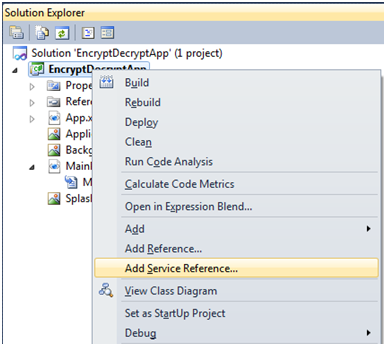 Solution Explorer
Solution 'EncryptDecryptApp' (1 project)
EncryptDecryptApp
Build
Prope
Rebuild
Refere
Deploy
App.x
Clean
Appli
Run Code Analysis
Backg
Calculate Code Metrics
Main
Open in Expression Blend...
M
Splas
Add
Add Reference...
Add Service Reference...
View Class Diagram
Set as StartUp Project
Debug